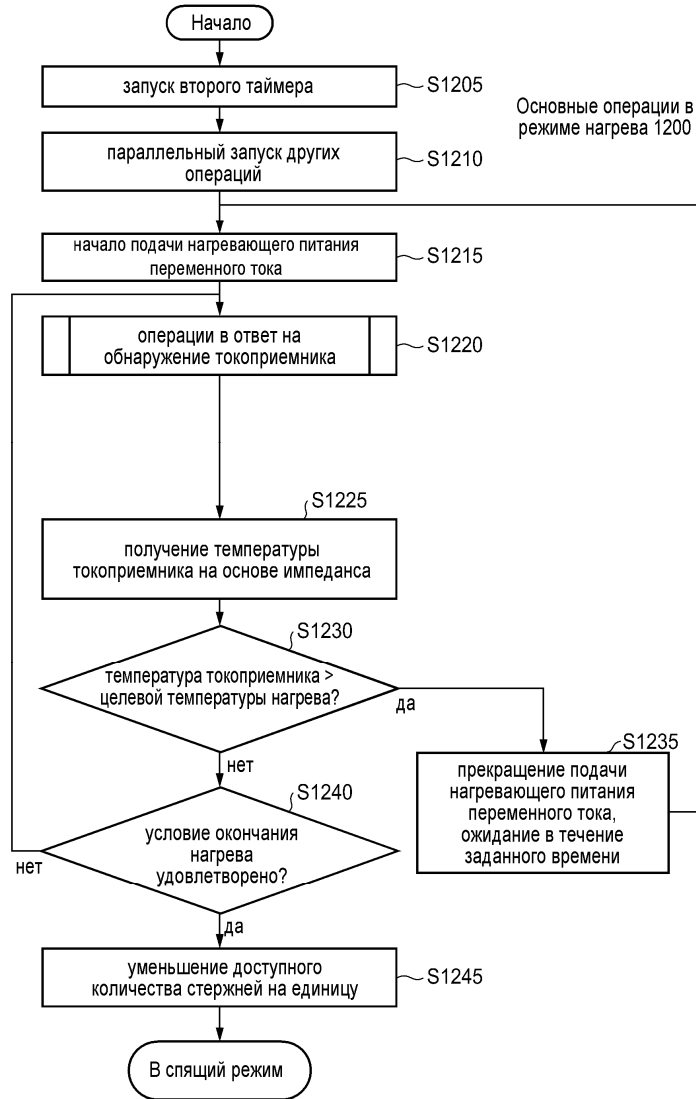 Начало
запуск второго таймера
S1205
Основные операции в
режиме нагрева 1200
параллельный запуск других
операций
S1210
начало подачи нагревающего питания
переменного тока
S1215
операции в ответ на
обнаружение токоприемника
S1220
S1225
получение температуры
токоприемника на основе импеданса
S1230
температура токоприемника >
целевой температуры нагрева?
да
нет
S1235
прекращение подачи
нагревающего питания
переменного тока,
ожидание в течение
заданного времени
S1240
условие окончания
нагрева
удовлетворено?
нет
да
уменьшение доступного
количества стержней на единицу
S1245
В спящий режим